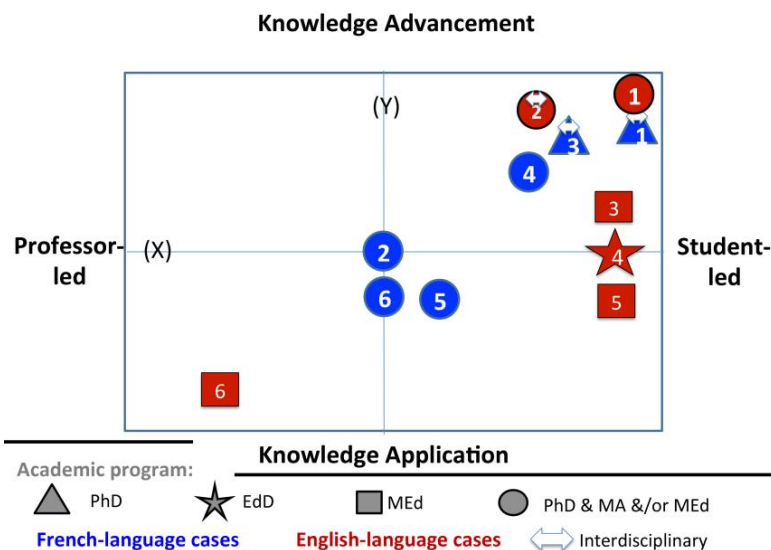 Knowledge Advancement
(Y)
1
2
3
1
4
3
Professor-led
(X)
2
4
Student-led
6
5
5
6
Knowledge Application
Academic program:
PhD
EdD
MEd
PhD & MA &/or MEd
French-language cases
English-language cases
Interdisciplinary